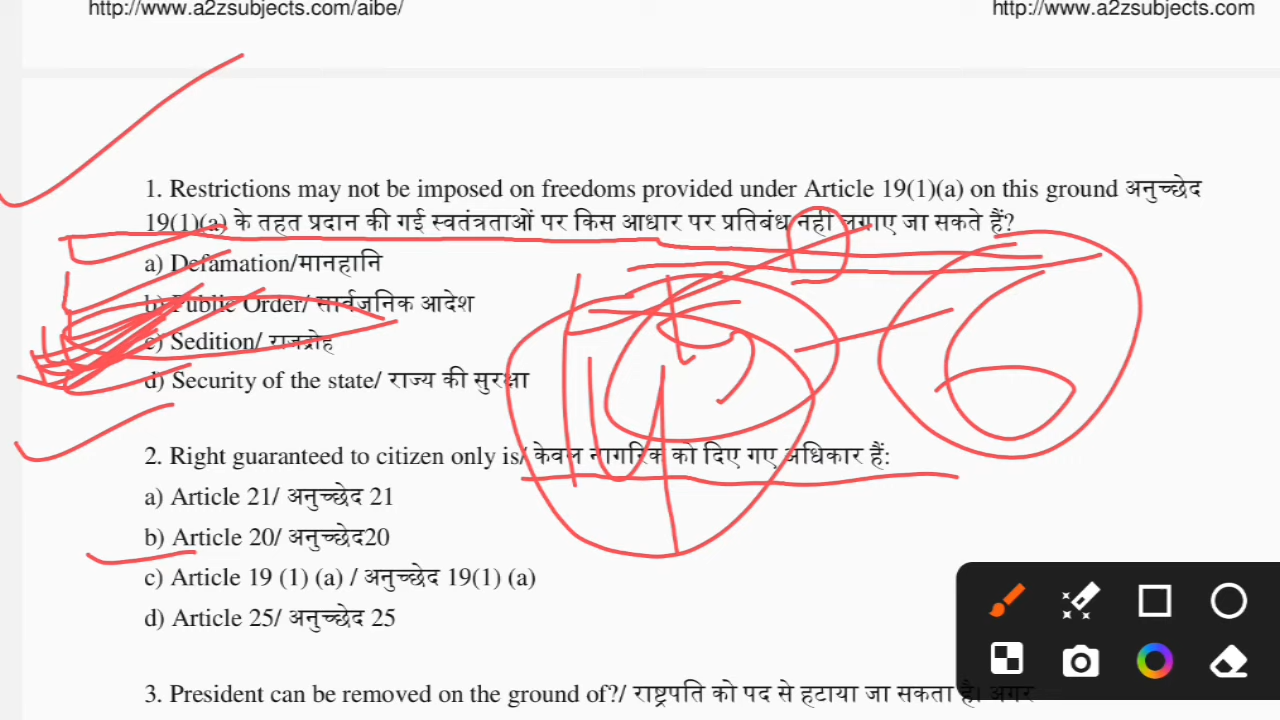 http://www.a2zsubjects.com/aibe/ http://www.a2zsubjects.com
1. Restrictions may not be imposed on freedoms provided under Article 19(1)(a) on this ground अनुच्छेद
19(1)(a) के तहत प्रदान की गई स्वतंत्रताओं पर किस आधार पर प्रतिबंध नही लगाए जा सकते हैं?
a) Defamation/मानहानि
b) Public Order/ सार्वजनिक आदेश
c) Sedition/ राजद्रोह
d) Security of the state/ राज्य की सुरक्षा
2. Right guaranteed to citizen only is/ केवल नागरिक को दिए गए अधिकार हैं:
a) Article 21/ अनुच्छेद 21
b) Article 20/ अनुच्छेद20
c) Article 19 (1) (a) / अनुच्छेद 19(1) (a)
d) Article 25/ अनुच्छेद 25
3. President can be removed on the ground of?/ राष्ट्रपति को पद से हटाया जा सकता है। अगर